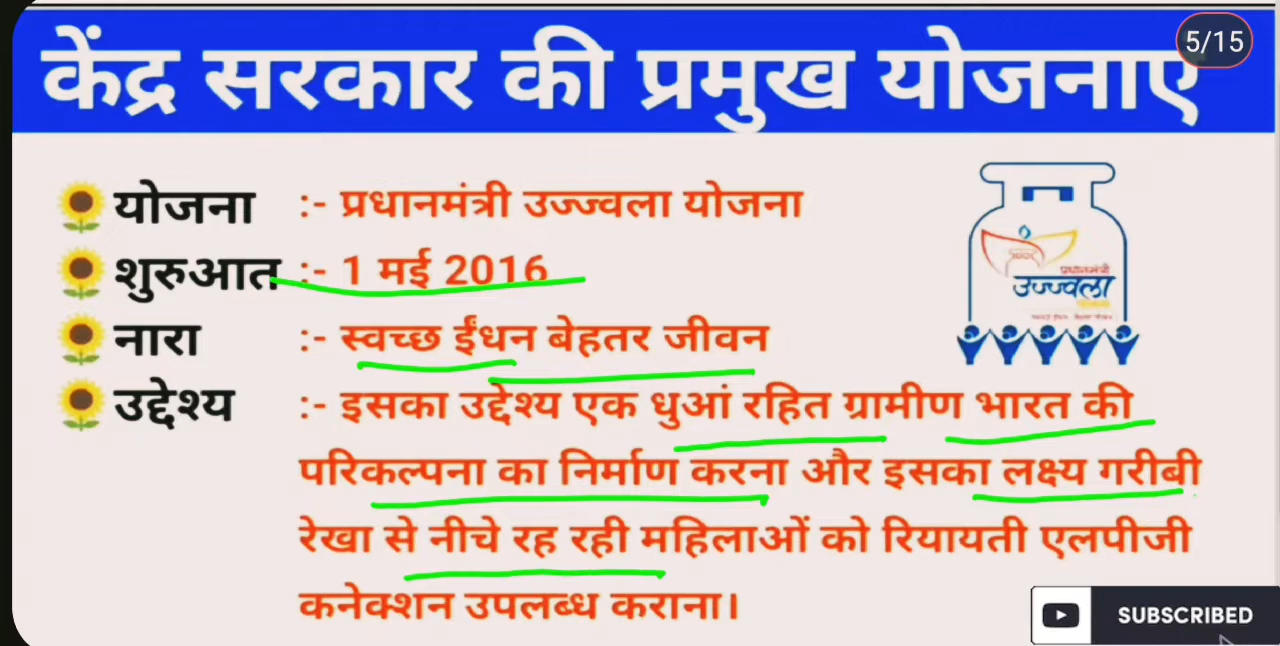 5/15
केंद्र सरकार की प्रमुख योजनाएं
योजना :- प्रधानमंत्री उज्ज्वला योजना
शुरुआत :- 1 मई 2016
नारा :- स्वच्छ ईंधन बेहतर जीवन
उद्देश्य :- इसका उद्देश्य एक धुआं रहित ग्रामीण भारत की
परिकल्पना का निर्माण करना और इसका लक्ष्य गरीबी
रेखा से नीचे रह रही महिलाओं को रियायती एलपीजी
कनेक्शन उपलब्ध कराना।
प्रधानमंत्री
उज्ज्वला
SUBSCRIBED